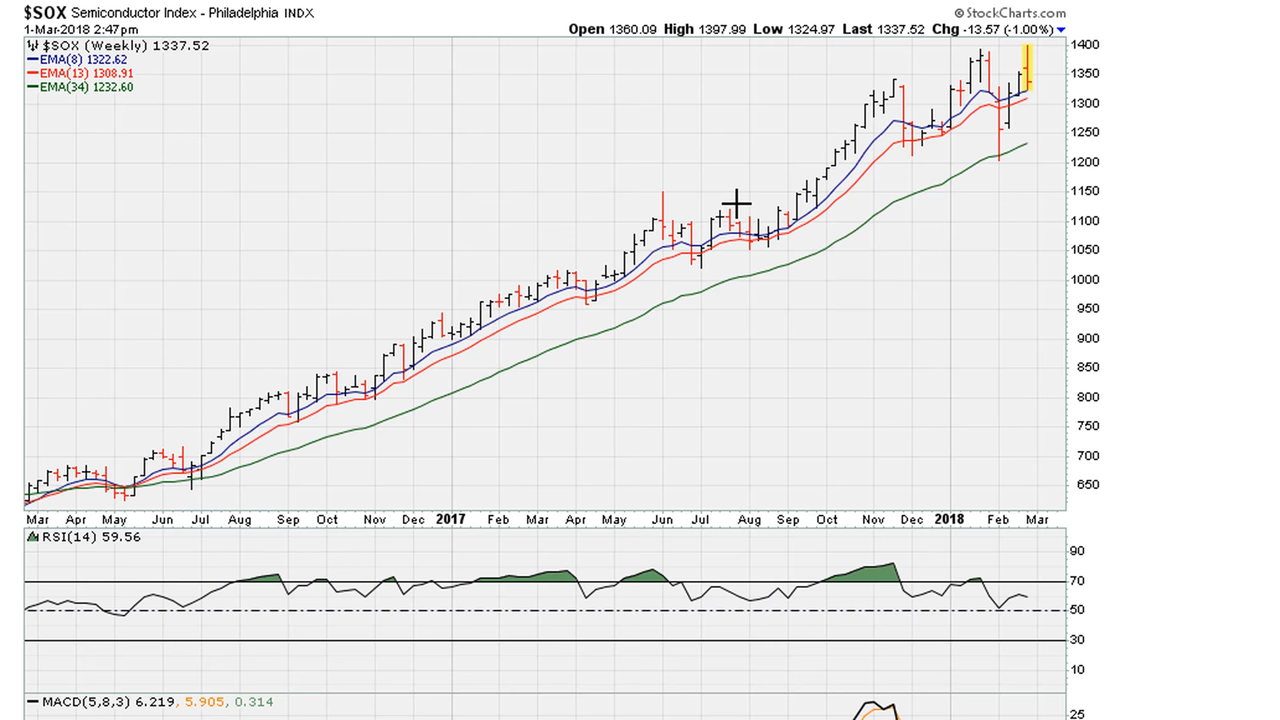 $SOX Semiconductor Index - Philadelphia INDX
© StockCharts.com
1-Mar-2018 2:47pm
Open 1360.09 High 1397.99 Low 1324.97 Last 1337.52 Chg -13.57 (-1.00%)
$SOX (Weekly) 1337.52
EMA(8) 1322.62
EMA(13) 1308.91
EMA(34) 1232.60
1400
1350
1300
1250
1200
1150
1100
1050
1000
950
900
850
800
750
700
650
Mar Apr May Jun Jul Aug Sep Oct Nov Dec 2017 Feb Mar Apr May Jun Jul Aug Sep Oct Nov Dec 2018 Feb Mar
RSI(14) 59.56
90
70
50
30
10
MACD(5,8,3) 6.219, 5.905, 0.314
25